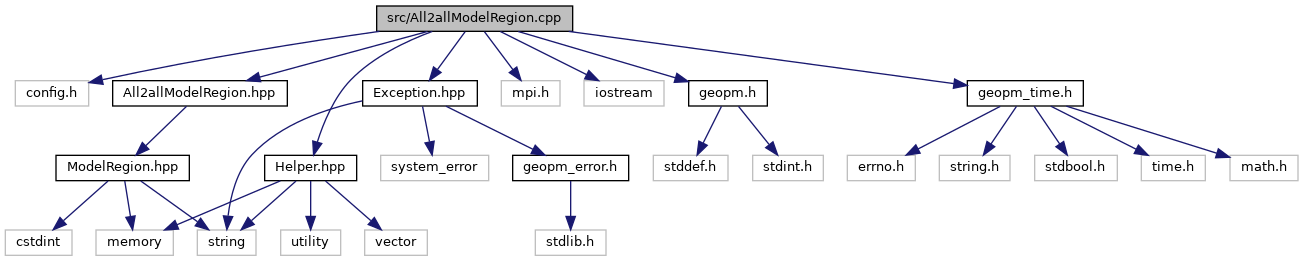 src/All2allModelRegion.cpp
config.h
All2allModelRegion.hpp
Exception.hpp
mpi.h
iostream
geopm.h
geopm_time.h
ModelRegion.hpp
Helper.hpp
system_error
geopm_error.h
stddef.h
stdint.h
errno.h
string.h
stdbool.h
time.h
math.h
cstdint
memory
string
utility
vector
stdlib.h